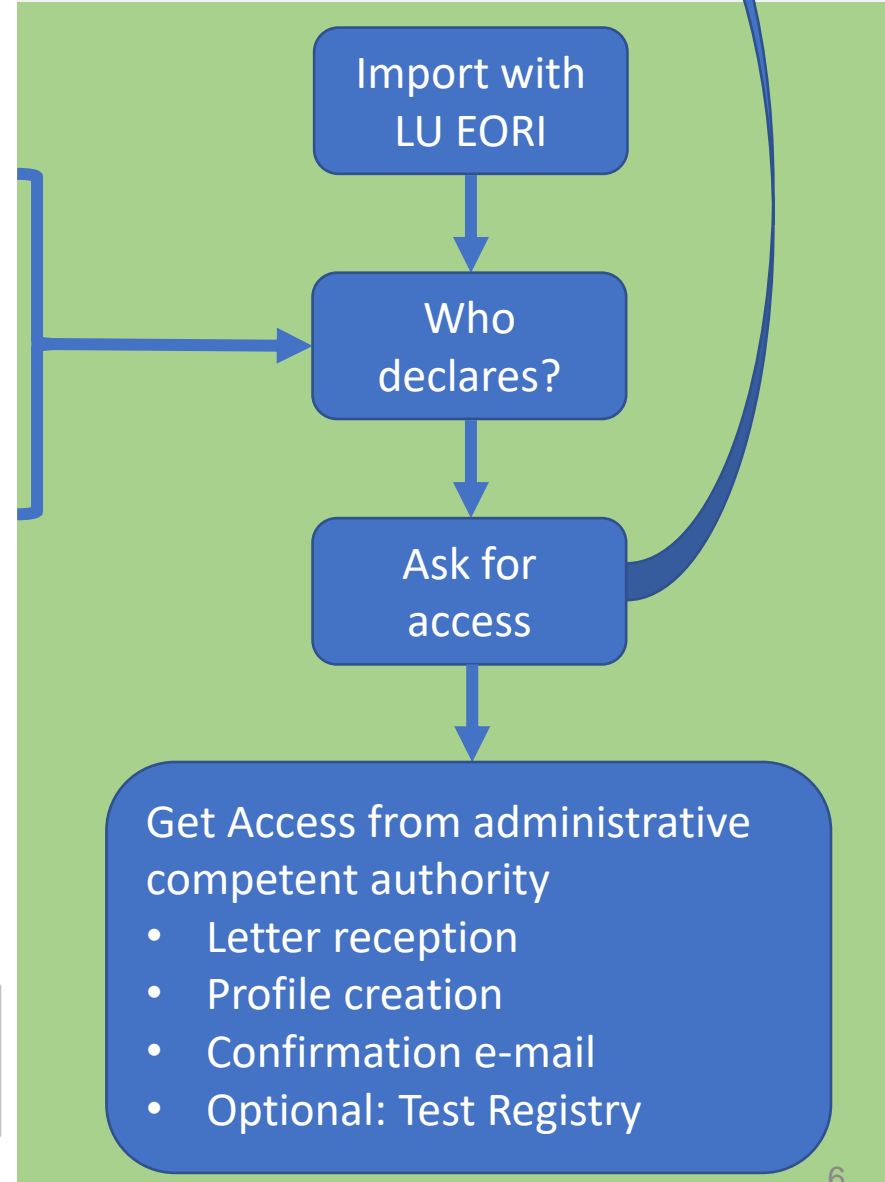 Import with
LU EORI
Who
declares?
Ask for
access
Get Access from administrative
competent authority
• Letter reception
• Profile creation
• Confirmation e-mail
• Optional: Test Registry
6